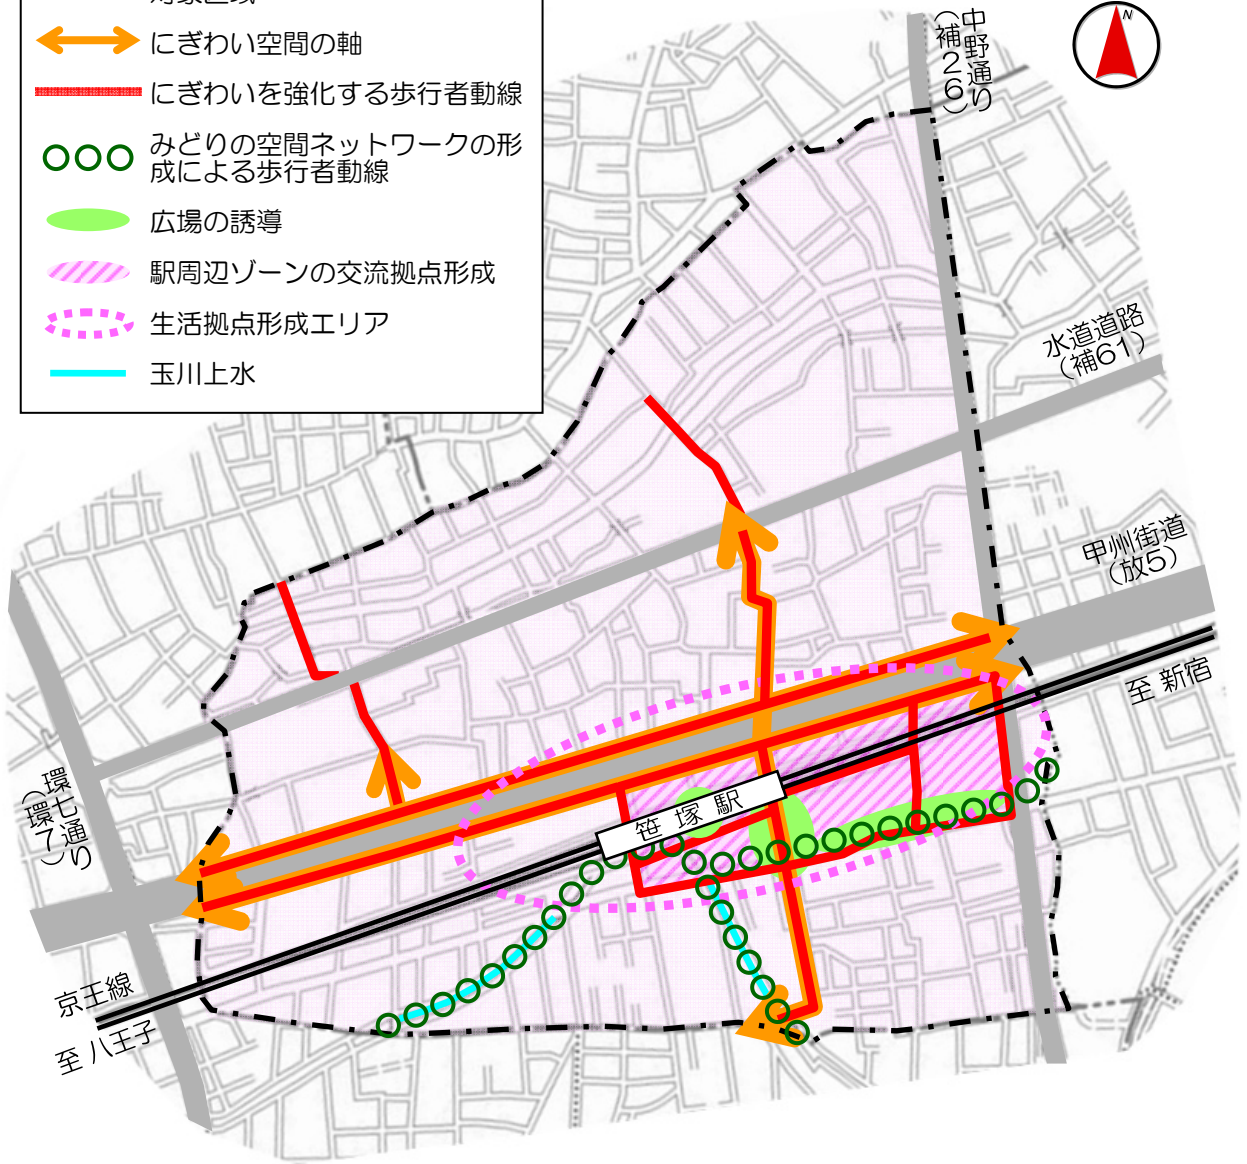 対象区域
にぎわい空間の軸
にぎわいを強化する歩行者動線
みどりの空間ネットワークの形
成による歩行者動線
広場の誘導
駅周辺ゾーンの交流拠点形成
生活拠点形成エリア
玉川上水
中野通り
（補26）
N
水道道路
（補61）
甲州街道
（放5）
至 新宿
笹塚駅
環七通り
（環7）
京王線
至 八王子